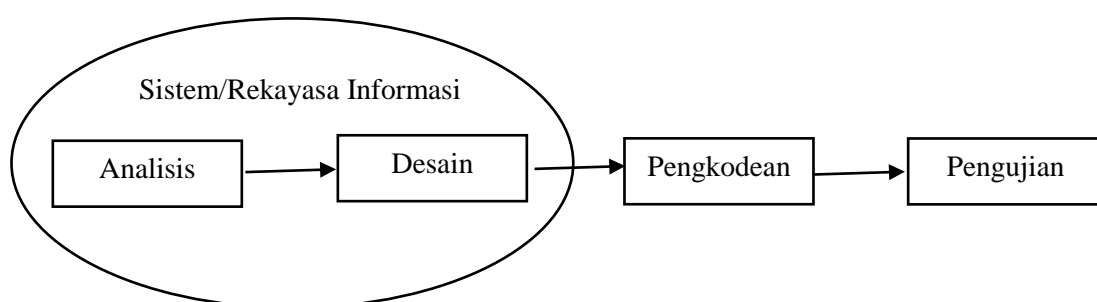 Sistem/Rekayasa Informasi
Analisis
Desain
Pengkodean
Pengujian